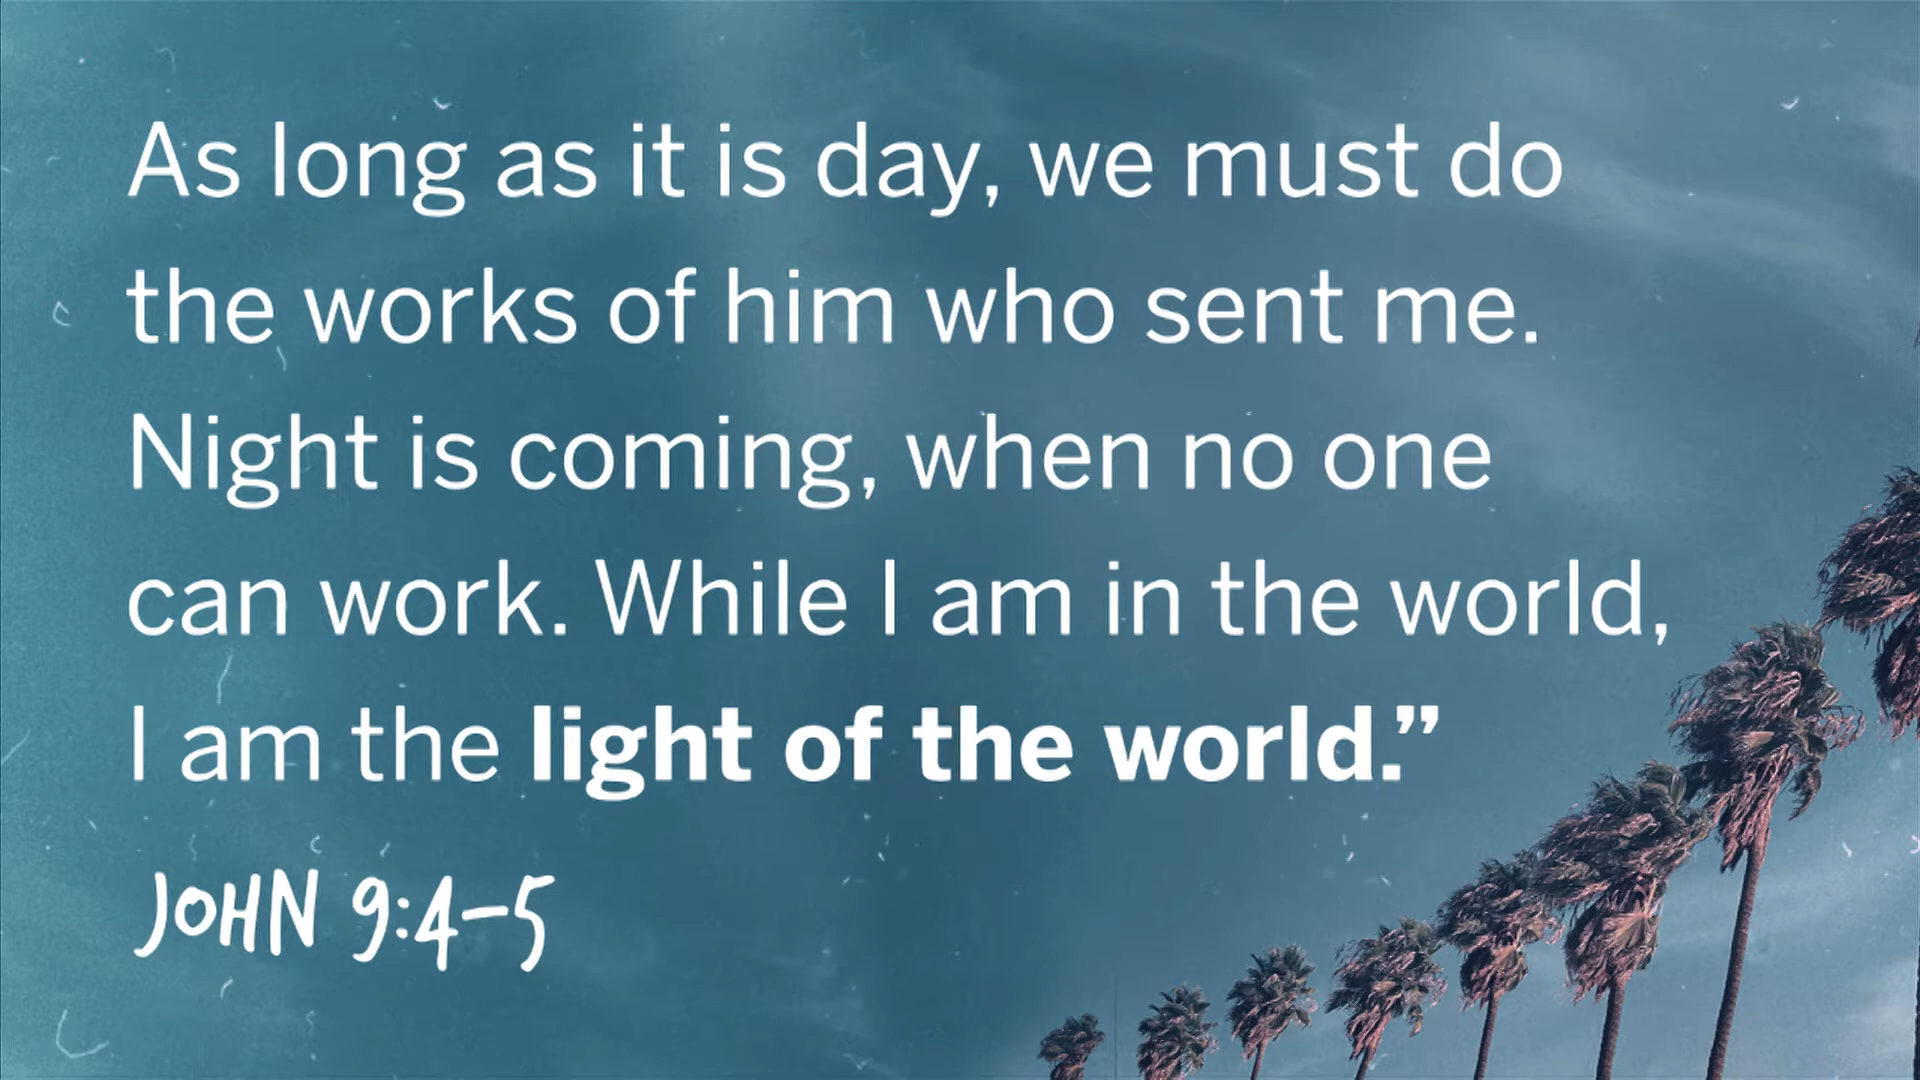 As long as it is day, we must do
the works of him who sent me.
Night is coming, when no one
can work. While I am in the world,
I am the light of the world.”
JOHN 9:4–5